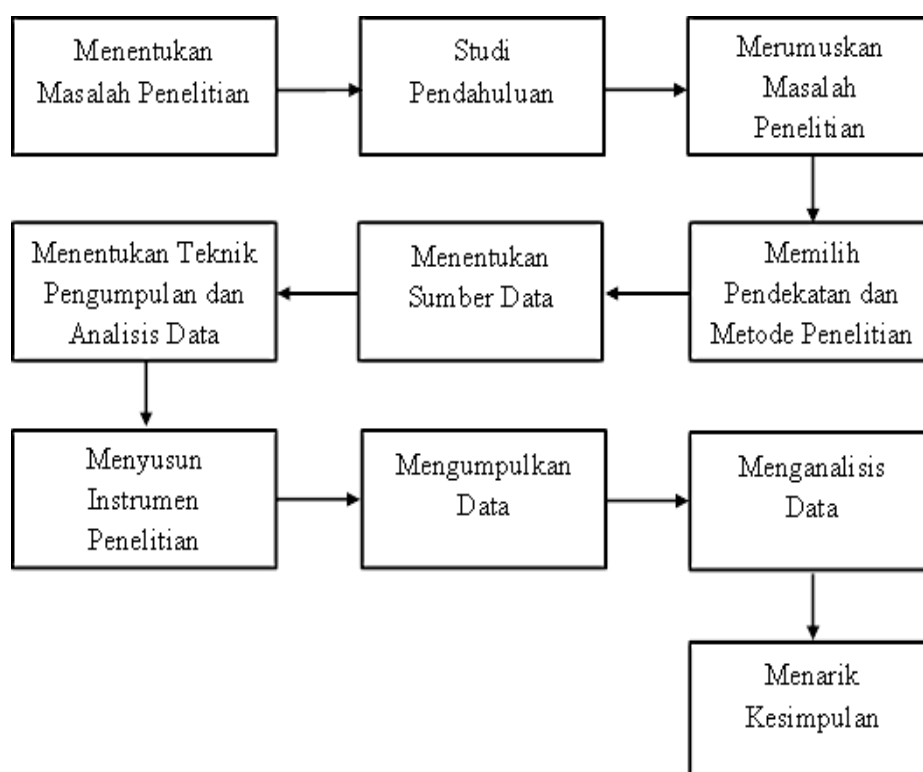 Menentukan
Masalah Penelitian
Studi
Pendahuluan
Merumuskan
Masalah
Penelitian
Memilih
Pendekatan dan
Metode Penelitian
Menentukan
Sumber Data
Menentukan Teknik
Pengumpulan dan
Analisis Data
Menyusun
Instrumen
Penelitian
Mengumpulkan
Data
Menganalisis
Data
Menarik
Kesimpulan